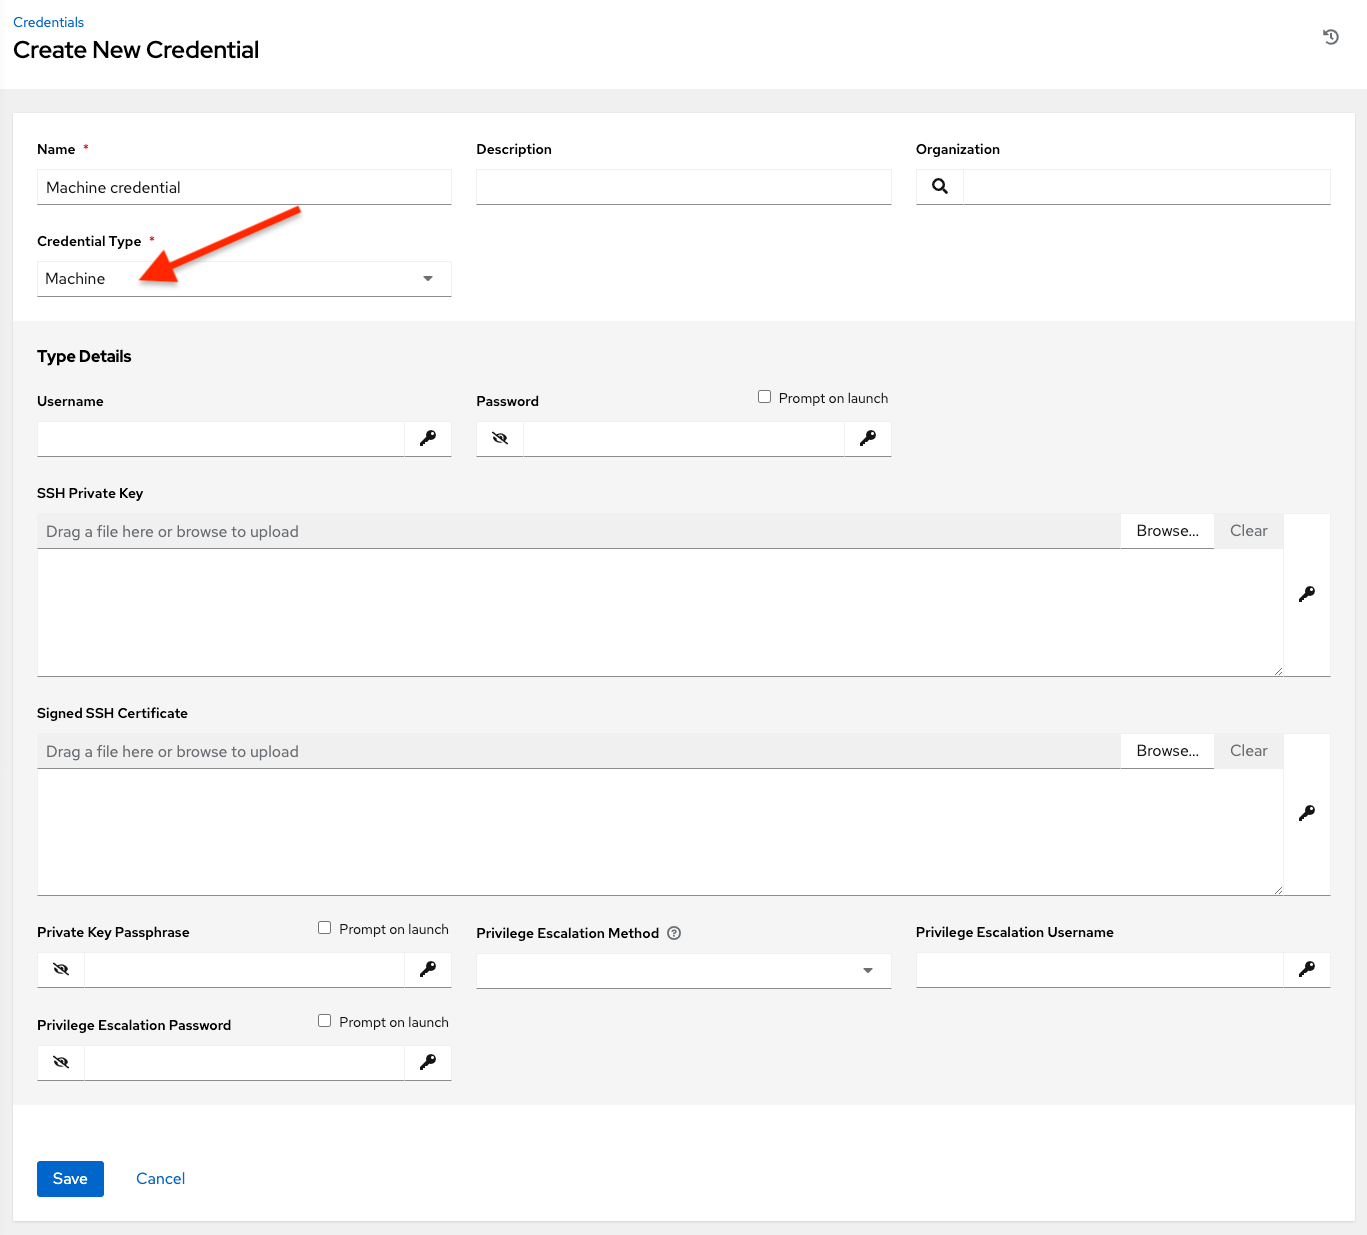 Credentials
Create New Credential
Name *
Description
Organization
Machine credential
Credential Type *
Machine
Type Details
Username
Password
Prompt on launch
SSH Private Key
Drag a file here or browse to upload
Browse...
Clear
Signed SSH Certificate
Drag a file here or browse to upload
Browse...
Clear
Private Key Passphrase
Prompt on launch
Privilege Escalation Method
Privilege Escalation Username
Privilege Escalation Password
Prompt on launch
Save
Cancel